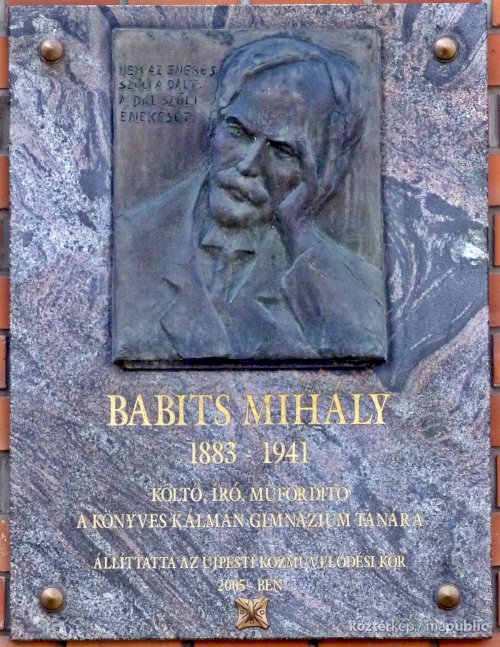 NEM AZ ÉNEKES
SZÜLI A DALT
A DAL SZÜLI
ÉNEKESÉT
BABITS MIHÁLY
1883 - 1941
KÖLTŐ, ÍRÓ, MŰFORDÍTÓ
A KÖNYVES KÁLMÁN GIMNÁZIUM TANÁRA
ÁLLÍTTATTA AZ ÚJPESTI KÖZMŰVELŐDÉSI KÖR
2005 - BEN
köztérkép / mapublic